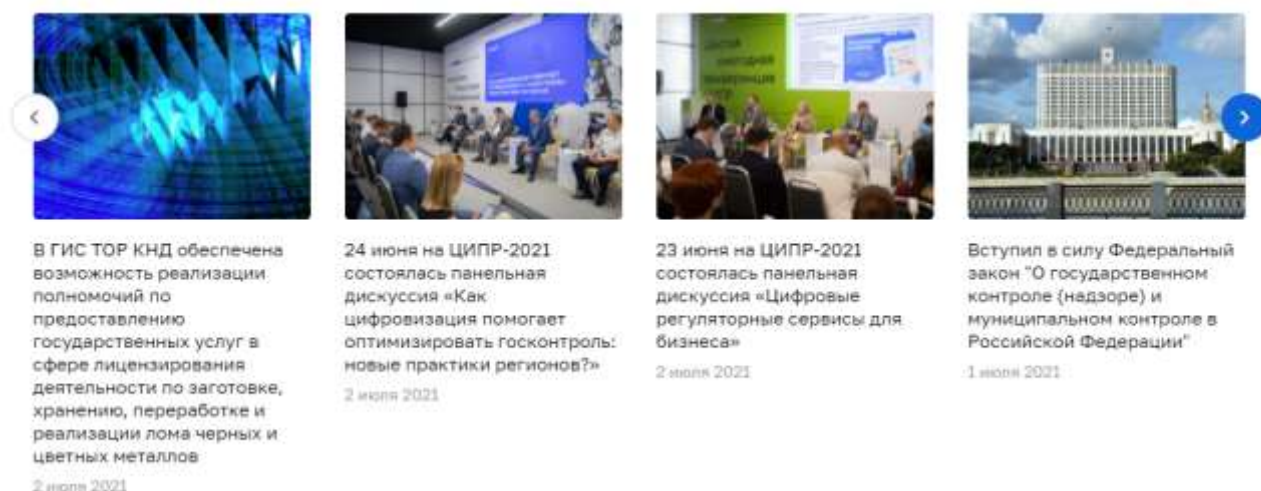 В ГИС ТОР КНД обеспечена
возможность реализации
полномочий по
предоставлению
государственных услуг в
сфере лицензирования
деятельности по заготовке,
хранению, переработке и
реализации лома черных и
цветных металлов
2 июля 2021
24 июня на ЦИПР-2021
состоялась панельная
дискуссия «Как
цифровизация помогает
оптимизировать госконтроль:
новые практики регионов?»
2 июля 2021
23 июня на ЦИПР-2021
состоялась панельная
дискуссия «Цифровые
регуляторные сервисы для
бизнеса»
2 июля 2021
Вступил в силу Федеральный
закон "О государственном
контроле (надзоре) и
муниципальном контроле в
Российской Федерации"
1 июля 2021